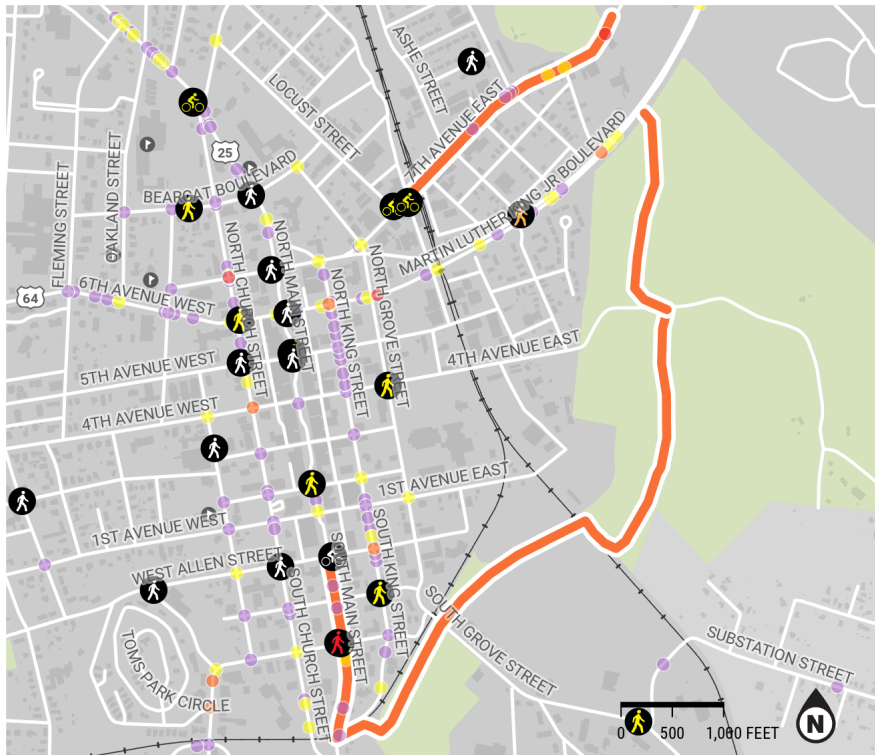 ASHE STREET
LOCUST STREET
7TH AVENUE EAST
25
BEARCAT BOULEVARD
MARTIN LUTHER KING JR BOULEVARD
FLEMING STREET
OAKLAND STREET
NORTH CHURCH STREET
NORTH MAIN STREET
NORTH KING STREET
NORTH GROVE STREET
64
6TH AVENUE WEST
5TH AVENUE WEST
4TH AVENUE EAST
4TH AVENUE WEST
1ST AVENUE EAST
1ST AVENUE WEST
WEST ALLEN STREET
SOUTH MAIN STREET
SOUTH KING STREET
SOUTH CHURCH STREET
SOUTH GROVE STREET
TOMS PARK CIRCLE
SUBSTATION STREET
0 500 1,000 FEET
N